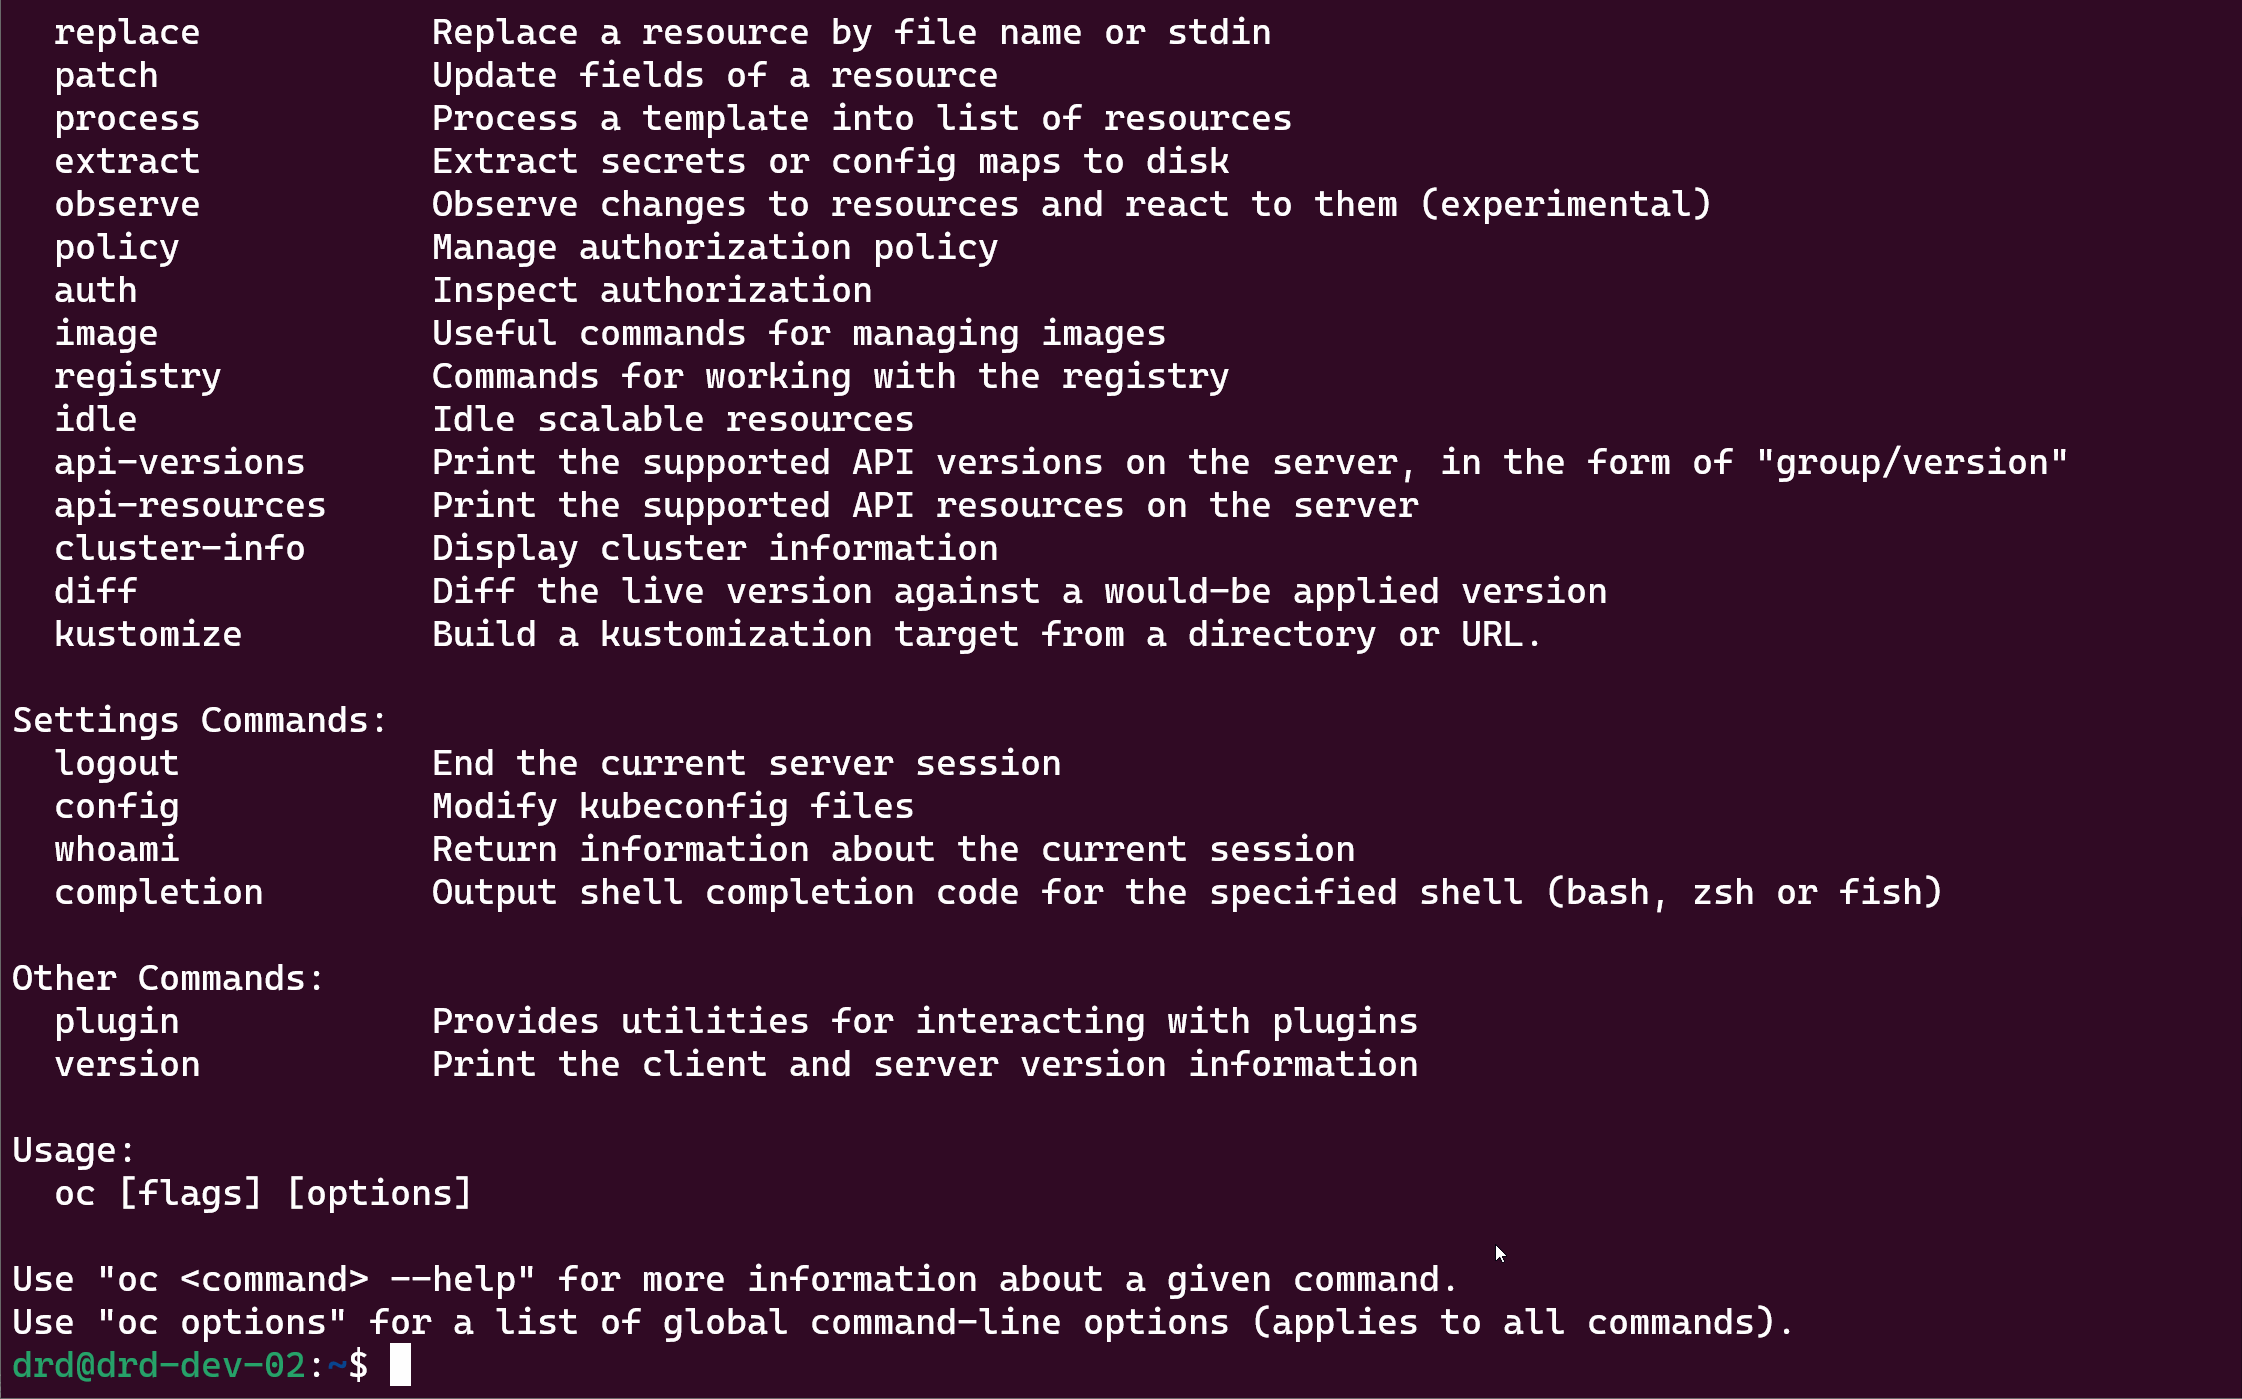 replace           Replace a resource by file name or stdin
patch             Update fields of a resource
process           Process a template into list of resources
extract           Extract secrets or config maps to disk
observe           Observe changes to resources and react to them (experimental)
policy            Manage authorization policy
auth              Inspect authorization
image             Useful commands for managing images
registry          Commands for working with the registry
idle              Idle scalable resources
api-versions      Print the supported API versions on the server, in the form of "group/version"
api-resources     Print the supported API resources on the server
cluster-info      Display cluster information
diff              Diff the live version against a would-be applied version
kustomize         Build a kustomization target from a directory or URL.
Settings Commands:
logout            End the current server session
config            Modify kubeconfig files
whoami            Return information about the current session
completion        Output shell completion code for the specified shell (bash, zsh or fish)
Other Commands:
plugin            Provides utilities for interacting with plugins
version           Print the client and server version information
Usage:
oc [flags] [options]
Use "oc <command> --help" for more information about a given command.
Use "oc options" for a list of global command-line options (applies to all commands).
drd@drd-dev-02:~$